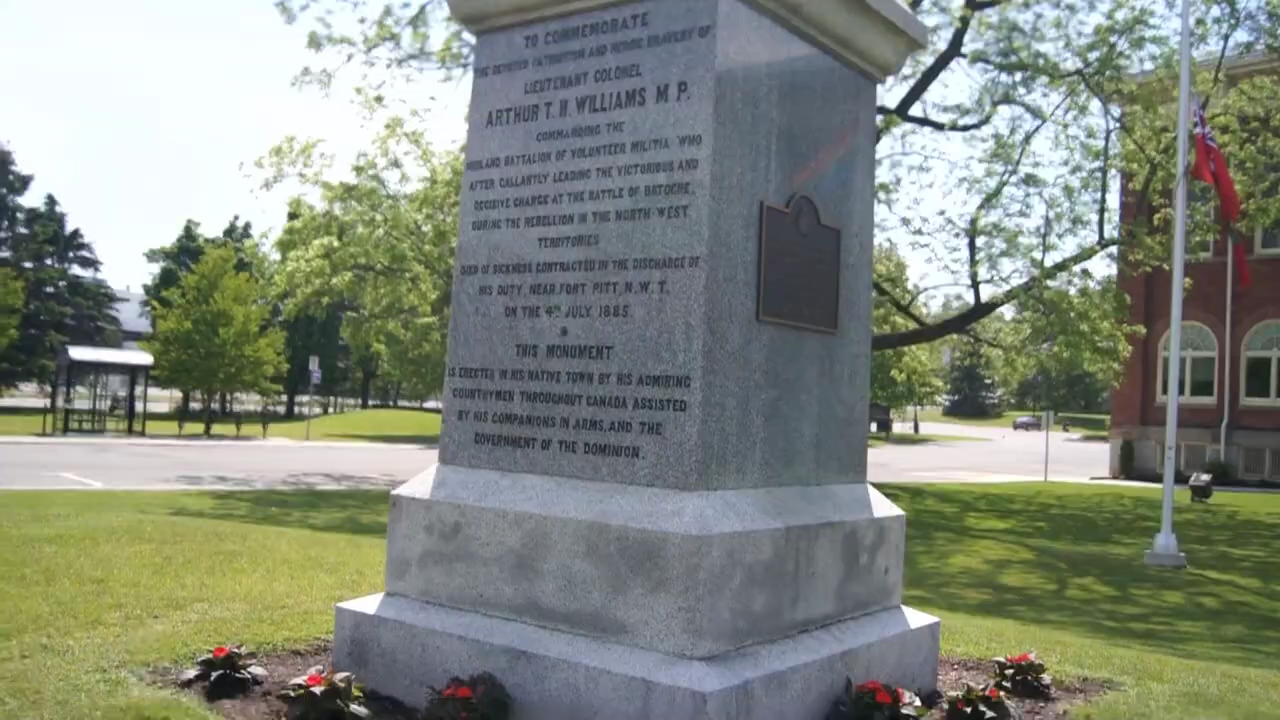 TO COMMEMORATE
THE DEVOTED PATRIOTISM AND HEROIC BRAVERY OF
LIEUTENANT COLONEL
ARTHUR T. H. WILLIAMS M P.
COMMANDING THE
MIDLAND BATTALION OF VOLUNTEER MILITIA WHO
AFTER GALLANTLY LEADING THE VICTORIOUS AND
DECISIVE CHARGE AT THE BATTLE OF BATOCHE,
DURING THE REBELLION IN THE NORTH-WEST
TERRITORIES
DIED OF SICKNESS CONTRACTED IN THE DISCHARGE OF
HIS DUTY, NEAR FORT PITT, N. W. T.
ON THE 4TH JULY 1885.
THIS MONUMENT
IS ERECTED IN HIS NATIVE TOWN BY HIS ADMIRING
COUNTRYMEN THROUGHOUT CANADA ASSISTED
BY HIS COMPANIONS IN ARMS, AND THE
GOVERNMENT OF THE DOMINION.